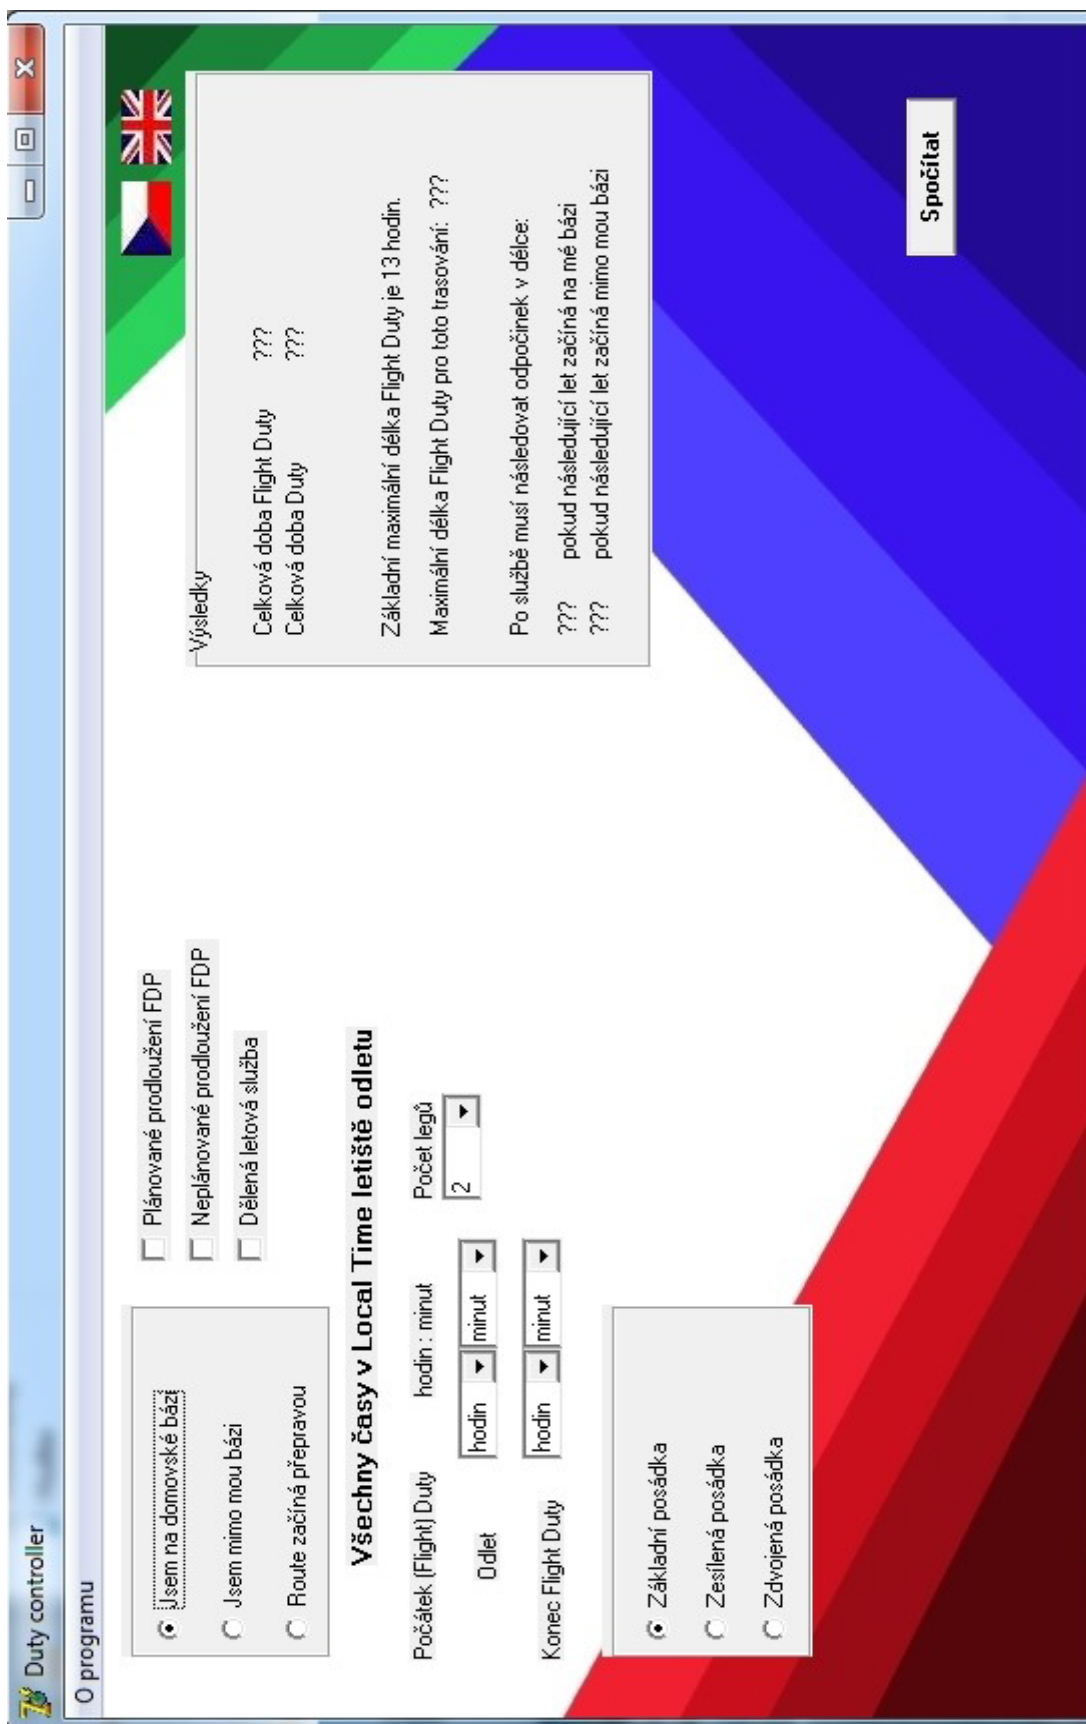 Duty controller
O programu
Jsem na domovské bázi
Jsem mimo mou bázi
Route začíná přepravou
Plánované prodloužení FDP
Neplánované prodloužení FDP
Dělená letová služba
Všechny časy v Local Time letiště odletu
Počátek (Flight) Duty
hodin : minut
Počet legů
Odlet
hodin
minut
2
Konec Flight Duty
hodin
minut
Základní posádka
Zesílená posádka
Zdvojená posádka
Výsledky
Celková doba Flight Duty ???
Celková doba Duty ???
Základní maximální délka Flight Duty je 13 hodin.
Maximální délka Flight Duty pro toto trasování: ???
Po službě musí následovat odpočinek v délce:
??? pokud následující let začíná na mé bázi
??? pokud následující let začíná mimo mou bázi
Spočítat